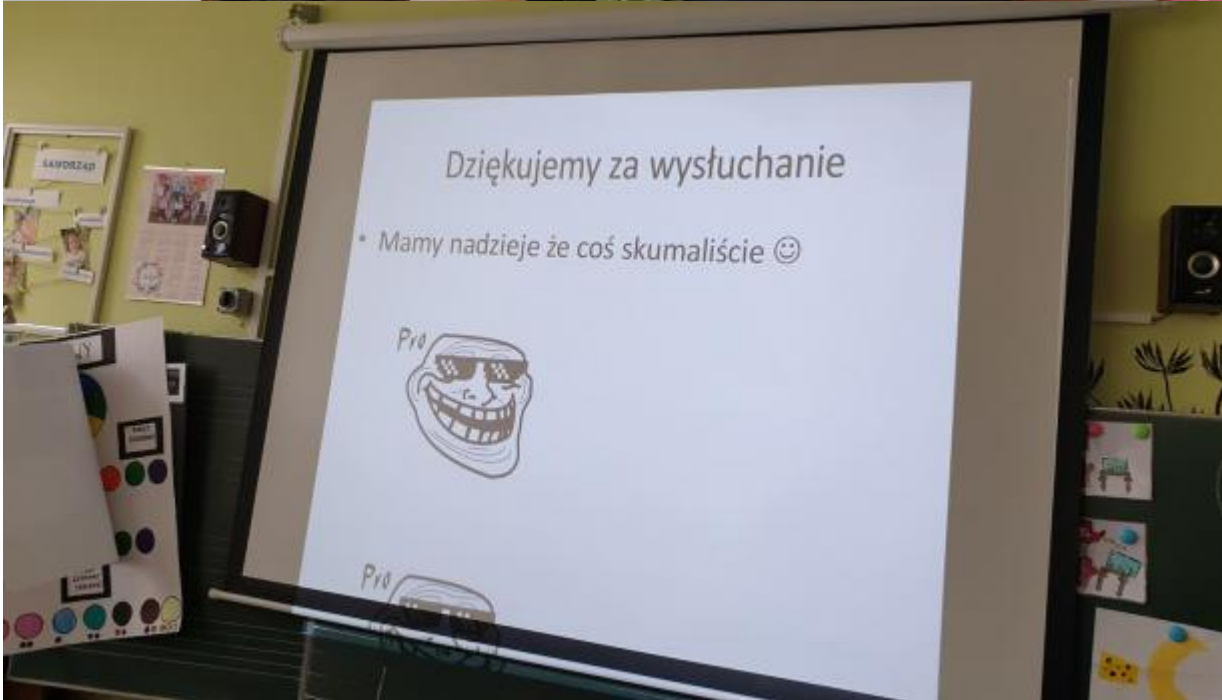 Dziękujemy za wysłuchanie
• Mamy nadzieje że coś skumaliście ☺
Pro
Pro
SAMORZĄD